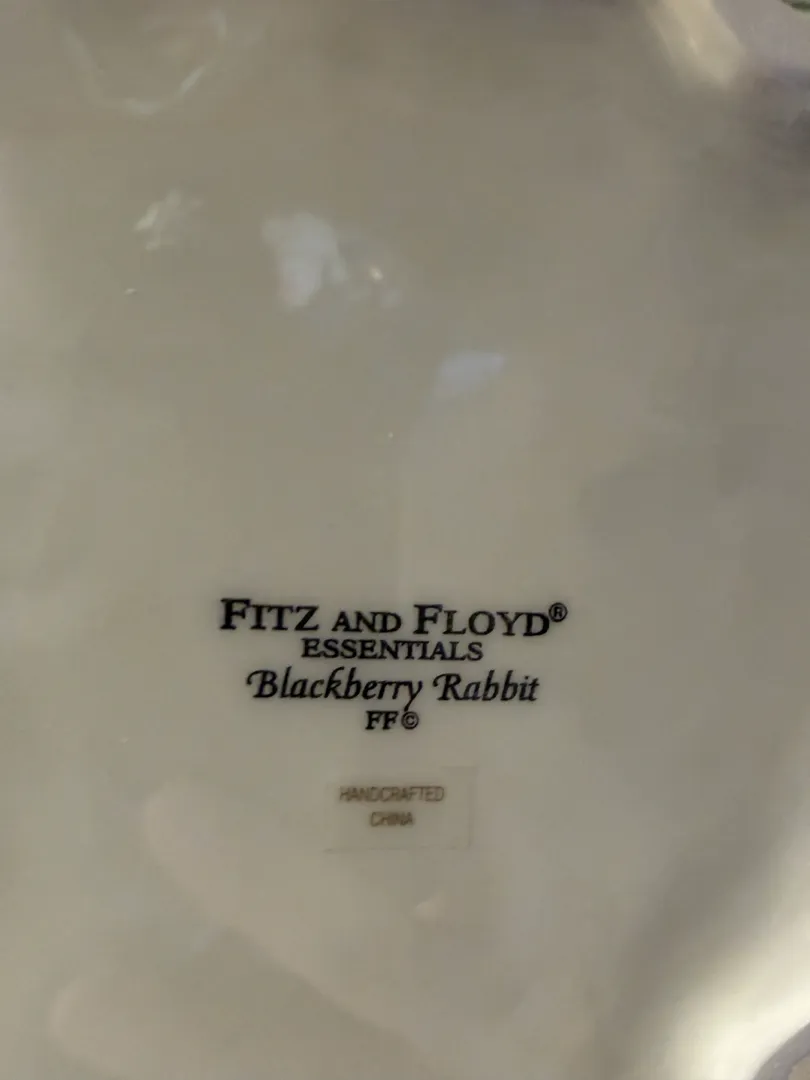 FITZ AND FLOYD®
ESSENTIALS
Blackberry Rabbit
FF©
HANDCRAFTED
CHINA